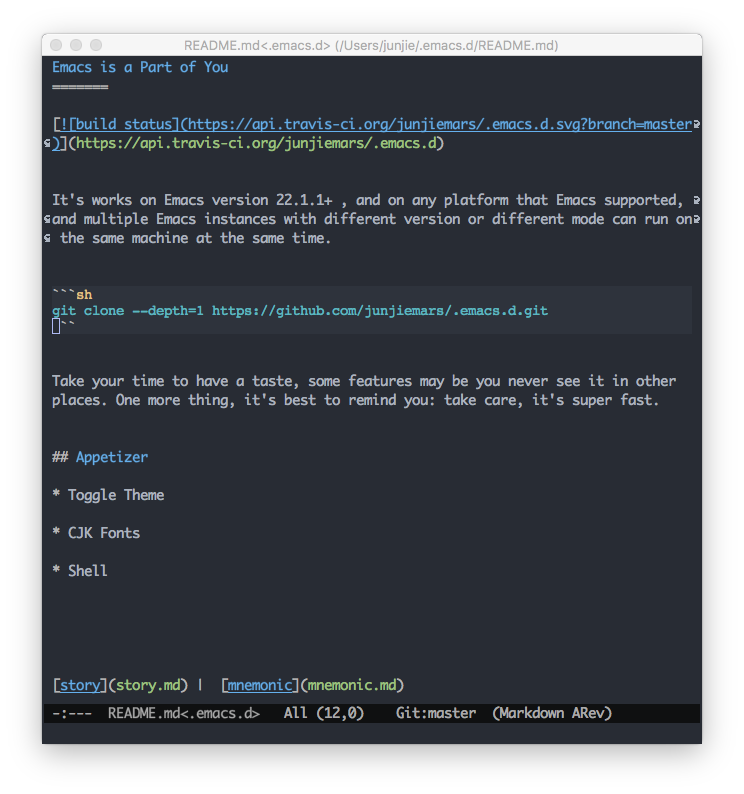 README.md<.emacs.d> (/Users/junjie/.emacs.d/README.md)
Emacs is a Part of You
=======
[![build status](https://api.travis-ci.org/junjiemars/.emacs.d.svg?branch=master
)](https://api.travis-ci.org/junjiemars/.emacs.d)
It's works on Emacs version 22.1.1+ , and on any platform that Emacs supported,
and multiple Emacs instances with different version or different mode can run on
the same machine at the same time.
```sh
git clone --depth=1 https://github.com/junjiemars/.emacs.d.git
``
Take your time to have a taste, some features may be you never see it in other
places. One more thing, it's best to remind you: take care, it's super fast.
## Appetizer
* Toggle Theme
* CJK Fonts
* Shell
[story](story.md) | [mnemonic](mnemonic.md)
-:--- README.md<.emacs.d> All (12,0) Git:master (Markdown ARev)